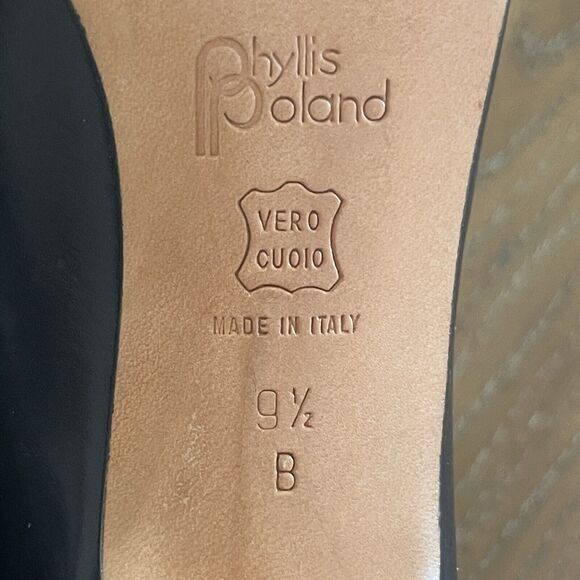 Phyllis
Poland
VERO
CUOIO
MADE IN ITALY
9½
B